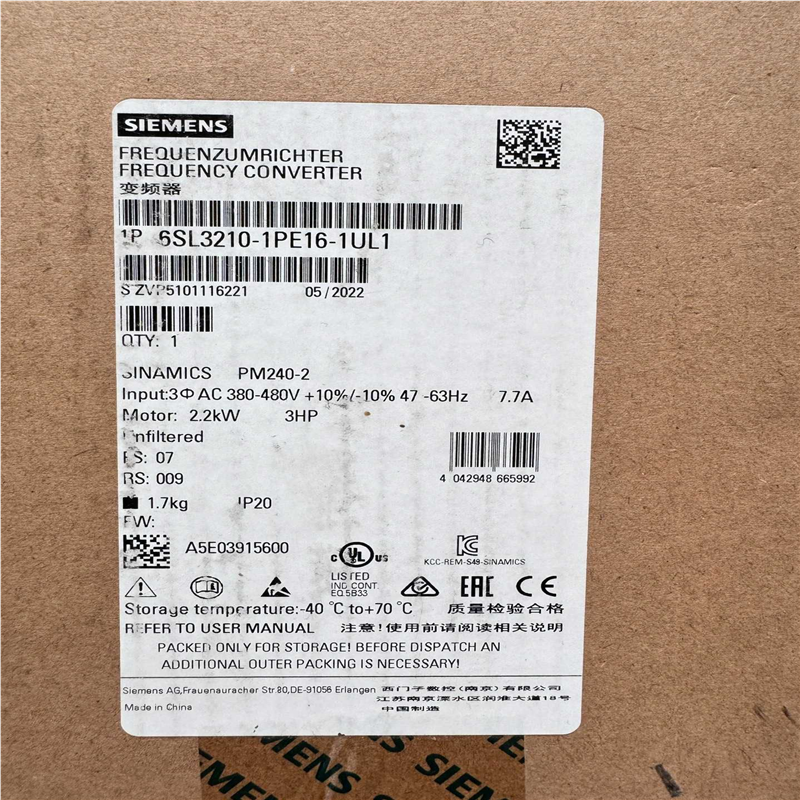 SIEMENS
FREQUENZUMRICHTER
FREQUENCY CONVERTER
变频器
1P 6SL3210-1PE16-1UL1
S ZVP5101116221 05/2022
QTY: 1
SINAMICS PM240-2
Input:3Φ AC 380-480V +10%/-10% 47 -63Hz 7.7A
Motor: 2.2kW 3HP
Unfiltered
FS: 07
RS: 009
4 042948 665992
1.7kg IP20
FW:
A5E03915600
c UL US
LISTED
IND.CONT.
EQ.5B33
KCC-REM-S49-SINAMICS
EAC CE
Storage temperature:-40 °C to+70 °C 质量检验合格
REFER TO USER MANUAL 注意!使用前请阅读相关说明
PACKED ONLY FOR STORAGE! BEFORE DISPATCH AN
ADDITIONAL OUTER PACKING IS NECESSARY!
Siemens AG,Frauenauracher Str.80,DE-91056 Erlangen 西门子数控(南京)有限公司
江苏南京溧水区润淮大道18号
Made in China 中国制造
SIEMENS SIEMENS